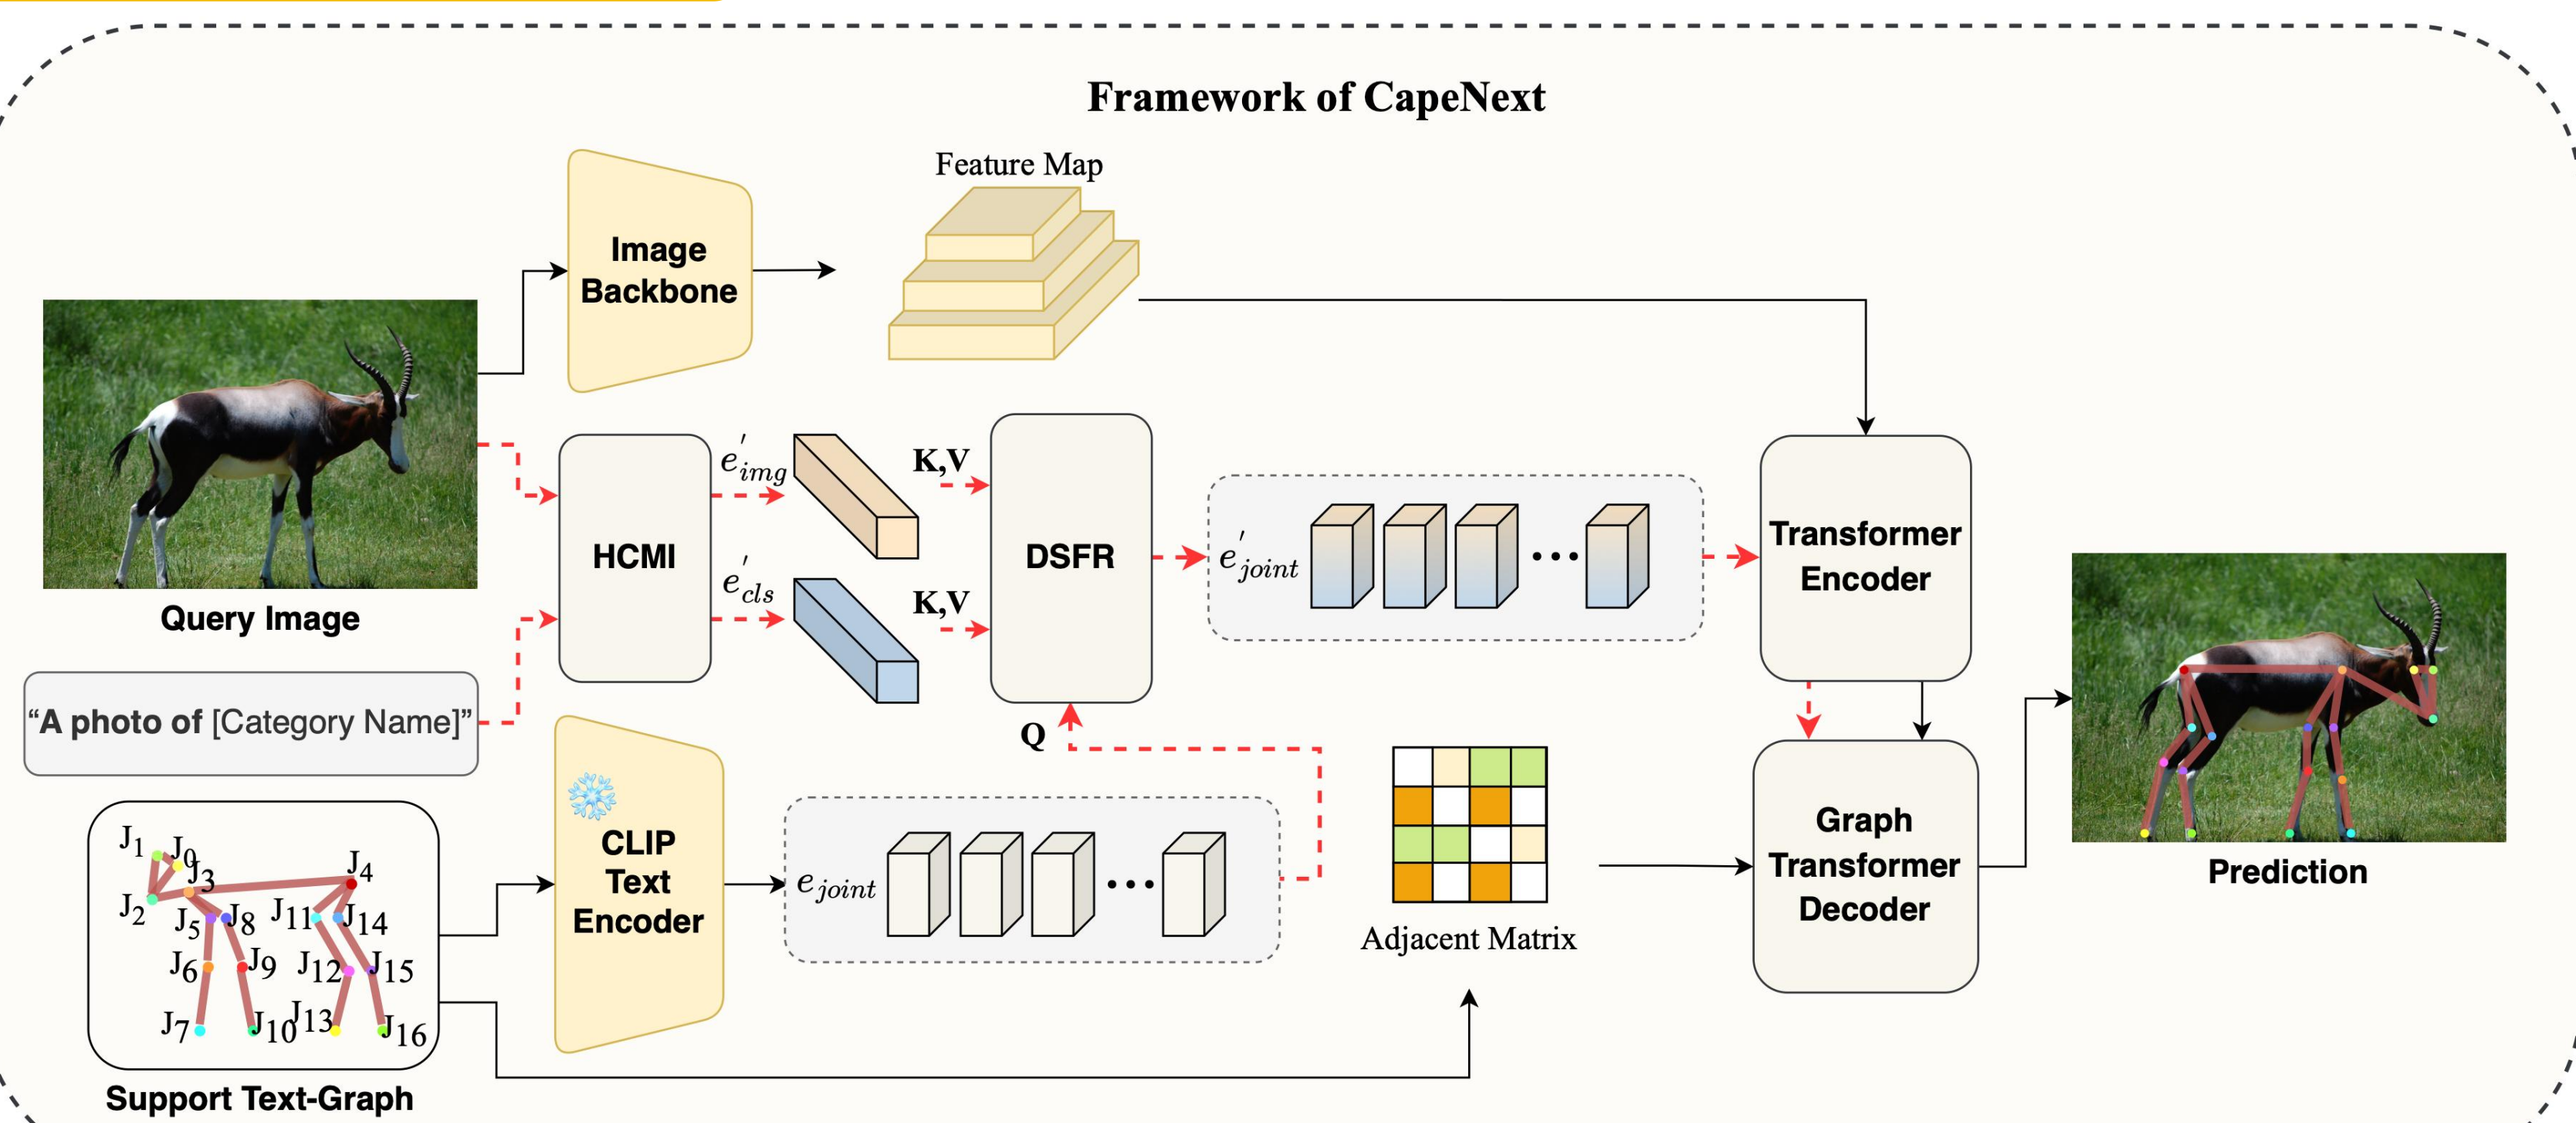 Framework of CapeNext
Feature Map
Image
Backbone
Query Image
“A photo of [Category Name]”
HCMI
e'img
e'cls
K,V
K,V
DSFR
Q
e'joint
Transformer
Encoder
J1
J0
J3
J4
J2
J5
J8
J11
J14
J6
J9
J12
J15
J7
J10
J13
J16
Support Text-Graph
CLIP
Text
Encoder
ejoint
Adjacent Matrix
Graph
Transformer
Decoder
Prediction